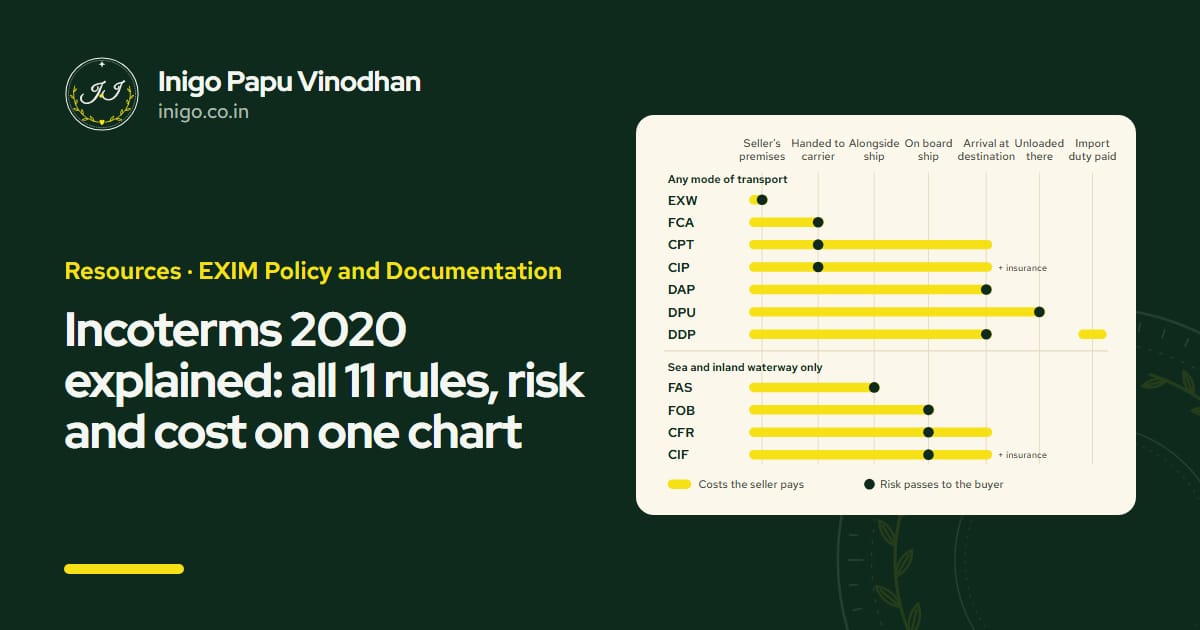 Inigo Papu Vinodhan
inigo.co.in
Resources · EXIM Policy and Documentation
Incoterms 2020
explained: all 11 rules, risk
and cost on one chart
Seller's premises
Handed to carrier
Alongside ship
On board ship
Arrival at destination
Unloaded there
Import duty paid
Any mode of transport
EXW
FCA
CPT
CIP + insurance
DAP
DPU
DDP
Sea and inland waterway only
FAS
FOB
CFR
CIF + insurance
Costs the seller pays
Risk passes to the buyer